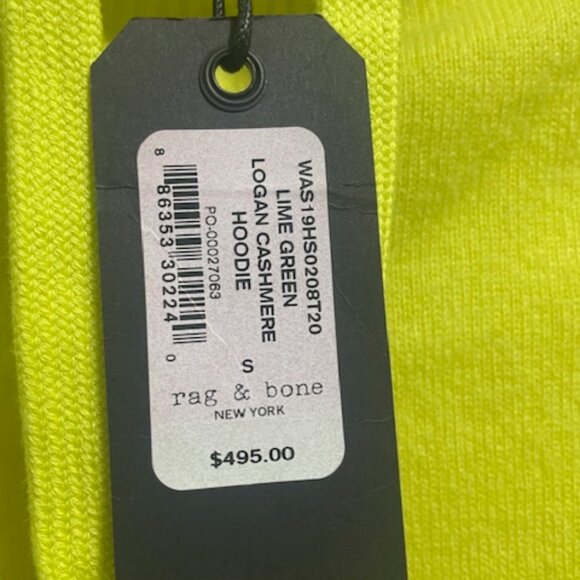 WAS19HS0208T20
LIME GREEN
LOGAN CASHMERE
HOODIE
PO-00027063
8 86353 30224 0
S
rag & bone
NEW YORK
$495.00